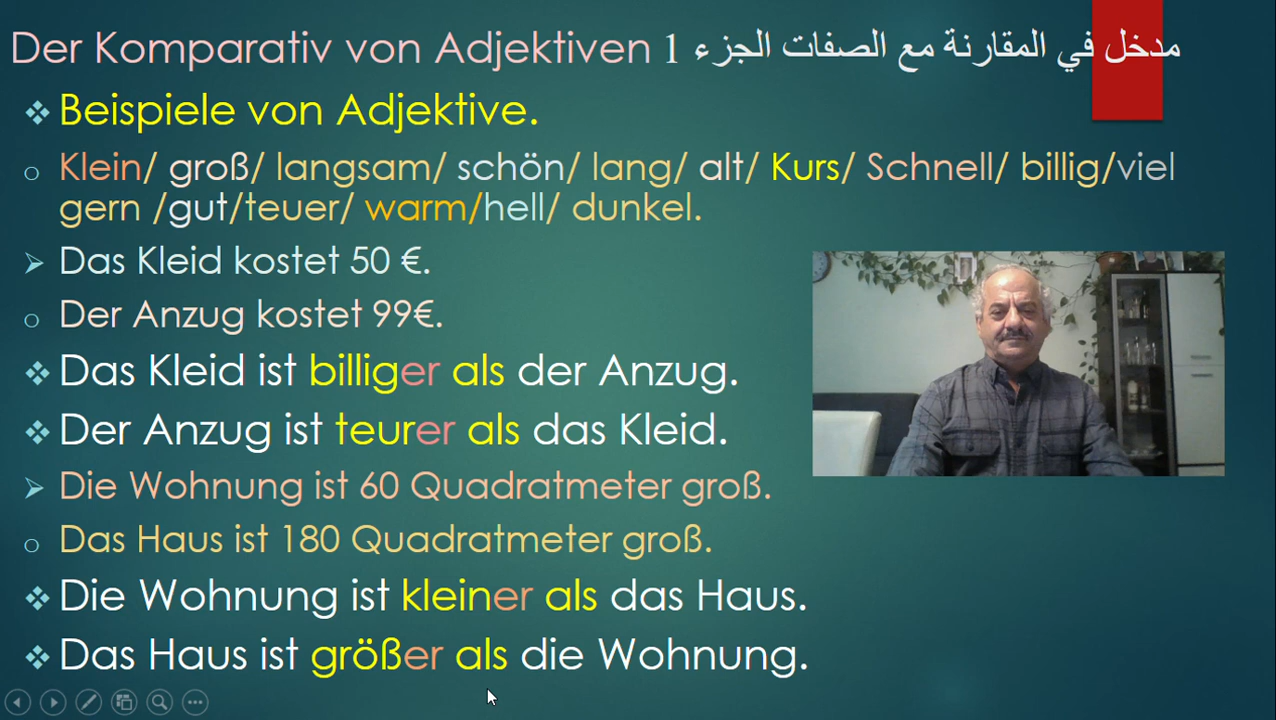 Der Komparativ von Adjektiven مدخل في المقارنة مع الصفات الجزء 1
Beispiele von Adjektive.
Klein/ groß/ langsam/ schön/ lang/ alt/ Kurs/ Schnell/ billig/viel
gern /gut/teuer/ warm/hell/ dunkel.
Das Kleid kostet 50 €.
Der Anzug kostet 99€.
Das Kleid ist billiger als der Anzug.
Der Anzug ist teurer als das Kleid.
Die Wohnung ist 60 Quadratmeter groß.
Das Haus ist 180 Quadratmeter groß.
Die Wohnung ist kleiner als das Haus.
Das Haus ist größer als die Wohnung.